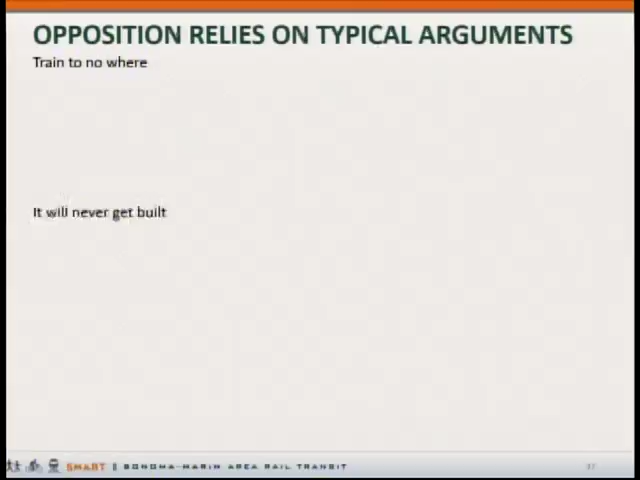 OPPOSITION RELIES ON TYPICAL ARGUMENTS
Train to no where
It will never get built
SMART | SONOMA-MARIN AREA RAIL TRANSIT